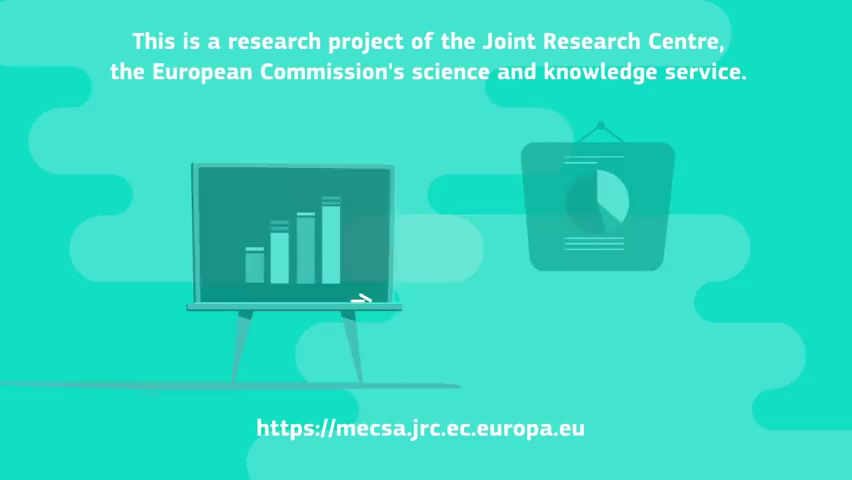 This is a research project of the Joint Research Centre,
the European Commission's science and knowledge service.
https://mecsa.jrc.ec.europa.eu